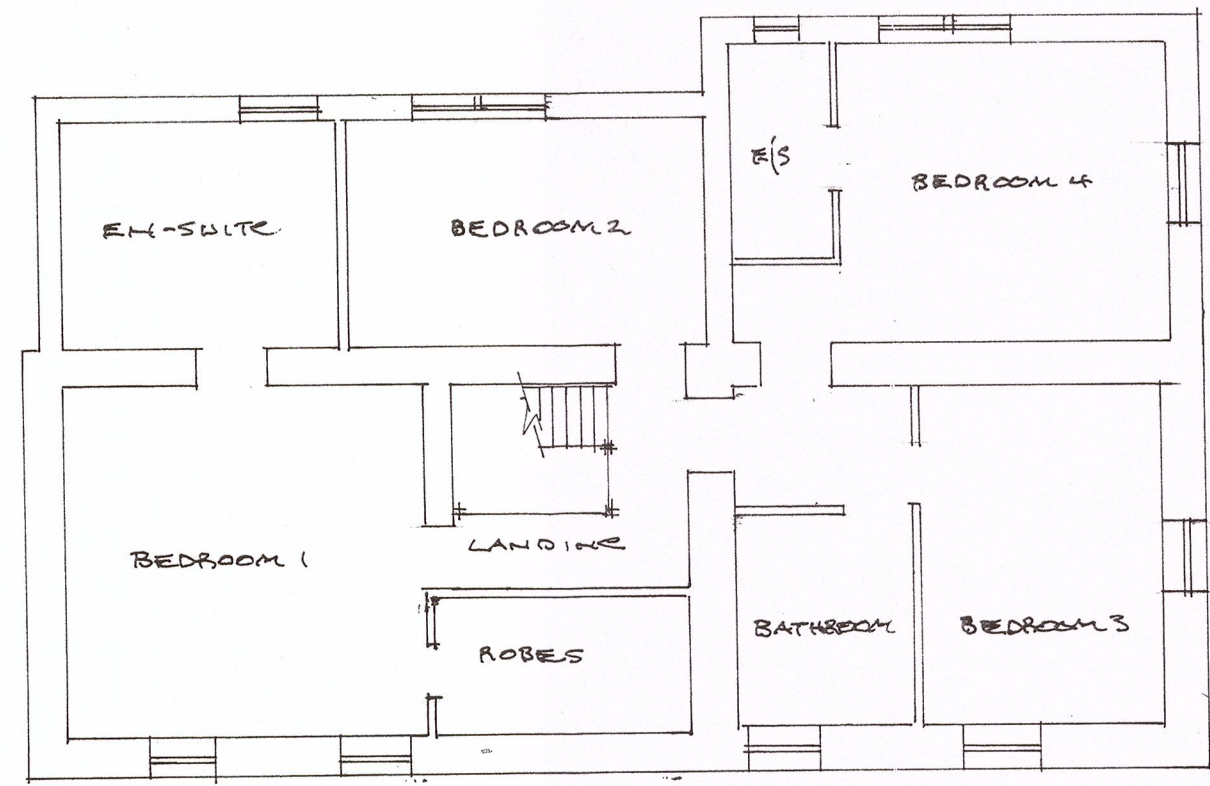 E/S
BEDROOM 4
EN-SUITE
BEDROOM 2
LANDING
BEDROOM 1
BATHROOM
BEDROOM 3
ROBES